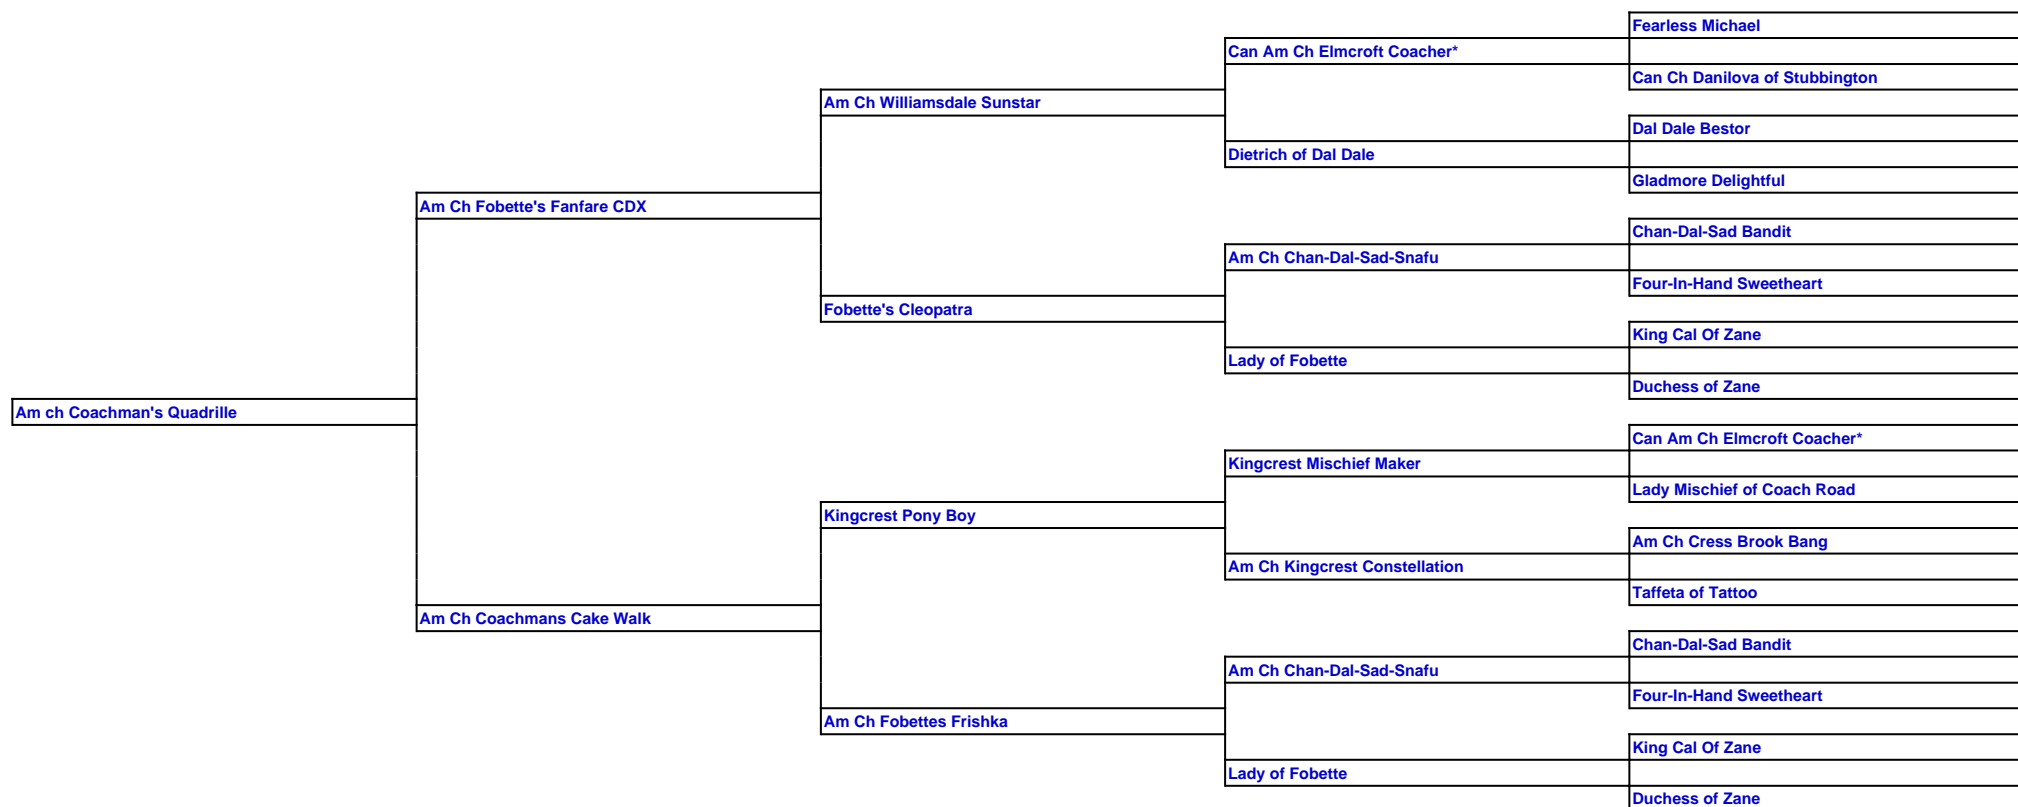 Fearless Michael
Can Am Ch Elmcroft Coacher*
Can Ch Danilova of Stubbington
Am Ch Williamsdale Sunstar
Dal Dale Bestor
Dietrich of Dal Dale
Gladmore Delightful
Am Ch Fobette's Fanfare CDX
Chan-Dal-Sad Bandit
Am Ch Chan-Dal-Sad-Snafu
Four-In-Hand Sweetheart
Fobette's Cleopatra
King Cal Of Zane
Lady of Fobette
Duchess of Zane
Am ch Coachman's Quadrille
Can Am Ch Elmcroft Coacher*
Kingcrest Mischief Maker
Lady Mischief of Coach Road
Kingcrest Pony Boy
Am Ch Cress Brook Bang
Am Ch Kingcrest Constellation
Taffeta of Tattoo
Am Ch Coachmans Cake Walk
Chan-Dal-Sad Bandit
Am Ch Chan-Dal-Sad-Snafu
Four-In-Hand Sweetheart
Am Ch Fobettes Frishka
King Cal Of Zane
Lady of Fobette
Duchess of Zane